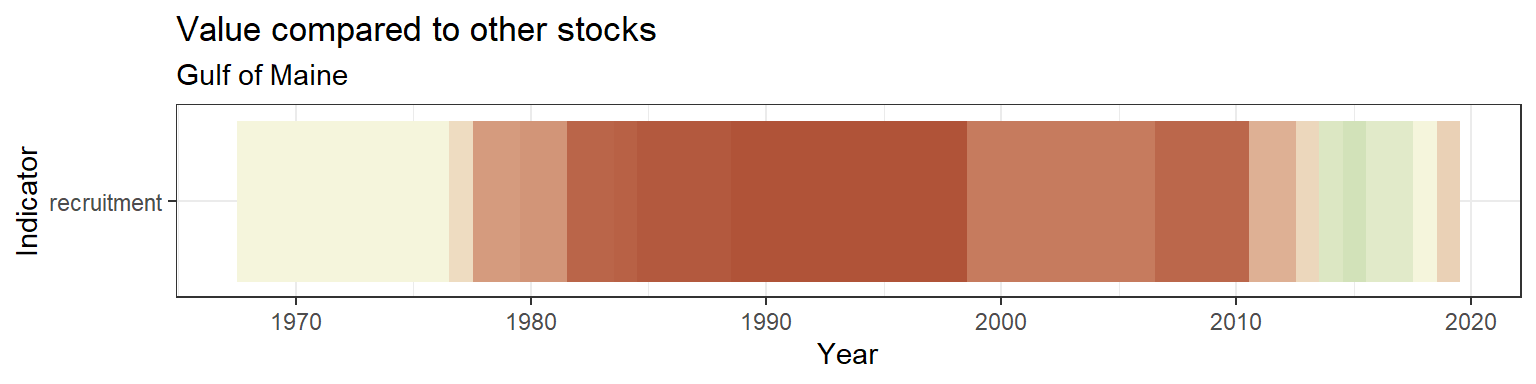 Value compared to other stocks
Gulf of Maine
Indicator
recruitment
1970 1980 1990 2000 2010 2020
Year